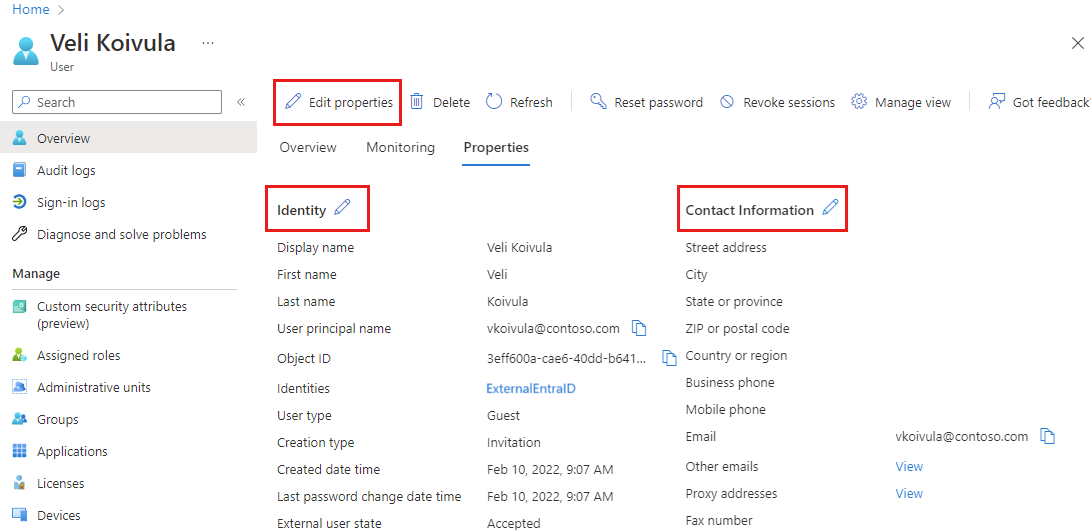 Home
Veli Koivula
User
Search
Overview
Audit logs
Sign-in logs
Diagnose and solve problems
Manage
Custom security attributes
(preview)
Assigned roles
Administrative units
Groups
Applications
Licenses
Devices
Edit properties Delete Refresh Reset password Revoke sessions Manage view Got feedback
Overview Monitoring Properties
Identity
Display name Veli Koivula
First name Veli
Last name Koivula
User principal name vkoivula@contoso.com
Object ID 3eff600a-cae6-40dd-b641...
Identities ExternalEntraID
User type Guest
Creation type Invitation
Created date time Feb 10, 2022, 9:07 AM
Last password change date time Feb 10, 2022, 9:07 AM
External user state Accepted
Contact Information
Street address
City
State or province
ZIP or postal code
Country or region
Business phone
Mobile phone
Email vkoivula@contoso.com
Other emails View
Proxy addresses View
Fax number